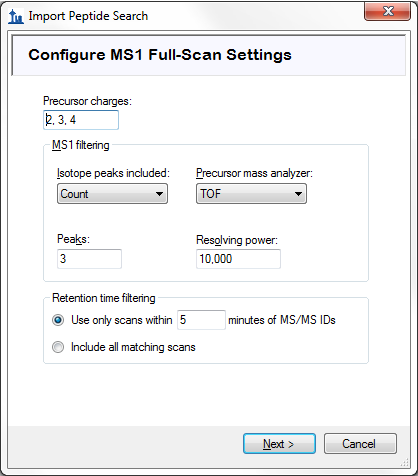 Import Peptide Search
Configure MS1 Full-Scan Settings
Precursor charges:
2, 3, 4
MS1 filtering
Isotope peaks included: Precursor mass analyzer:
Count TOF
Peaks: Resolving power:
3 10,000
Retention time filtering
Use only scans within 5 minutes of MS/MS IDs
Include all matching scans
Next > Cancel